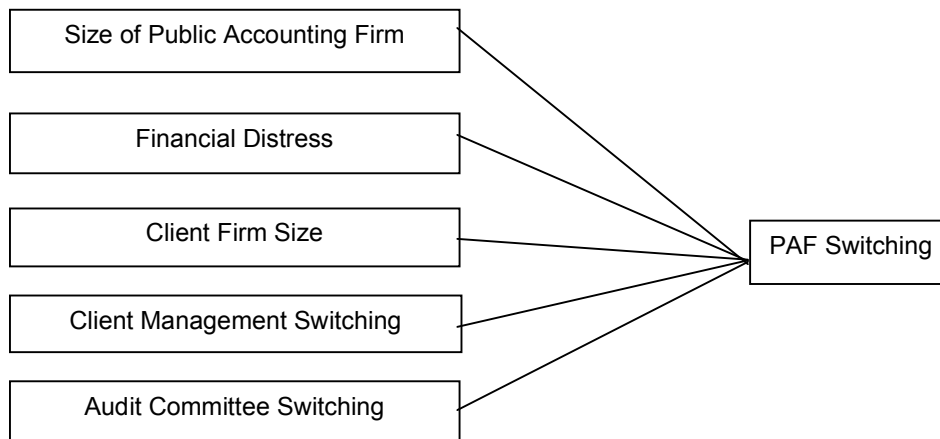 Size of Public Accounting Firm
Financial Distress
Client Firm Size
PAF Switching
Client Management Switching
Audit Committee Switching